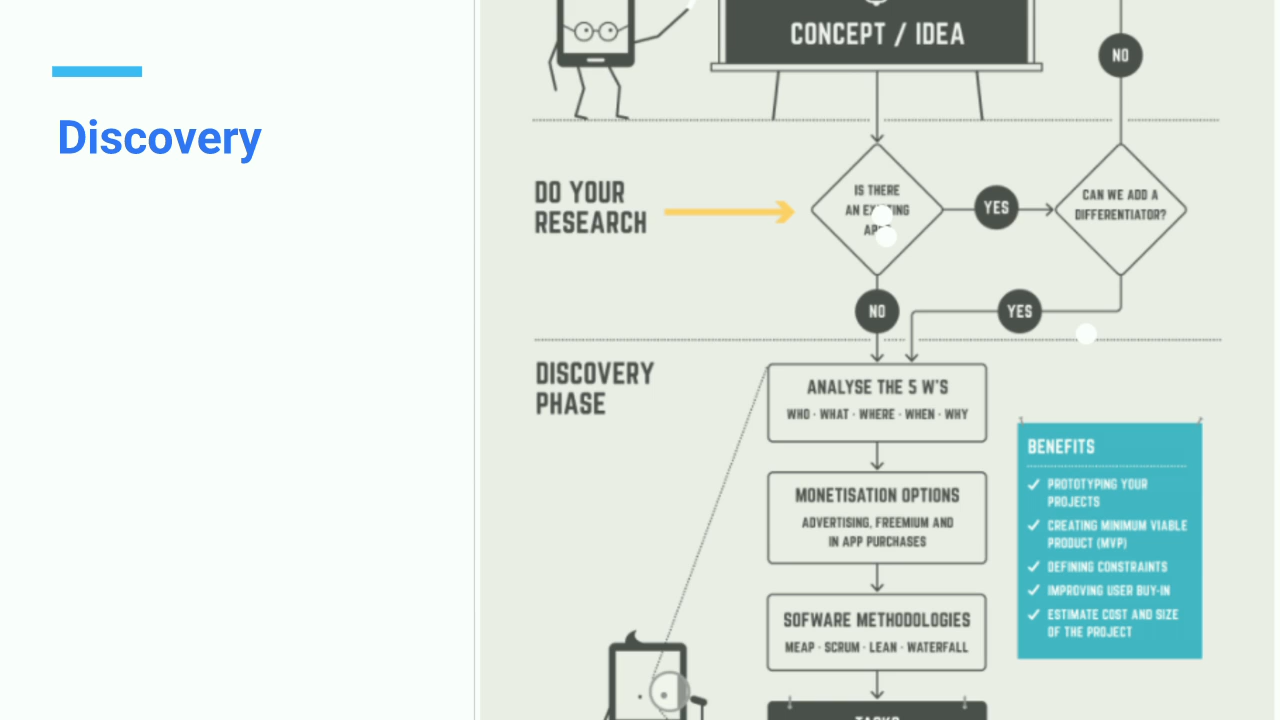 Discovery
CONCEPT / IDEA
NO
DO YOUR
RESEARCH
IS THERE
AN
YES
CAN WE ADD A
DIFFERENTIATOR?
NO
YES
DISCOVERY
PHASE
ANALYSE THE 5 W'S
WHO · WHAT · WHERE · WHEN · WHY
MONETISATION OPTIONS
ADVERTISING, FREEMIUM AND
IN APP PURCHASES
SOFWARE METHODOLOGIES
MEAP · SCRUM · LEAN · WATERFALL
BENEFITS
PROTOTYPING YOUR
PROJECTS
CREATING MINIMUM VIABLE
PRODUCT (MVP)
DEFINING CONSTRAINTS
IMPROVING USER BUY-IN
ESTIMATE COST AND SIZE
OF THE PROJECT